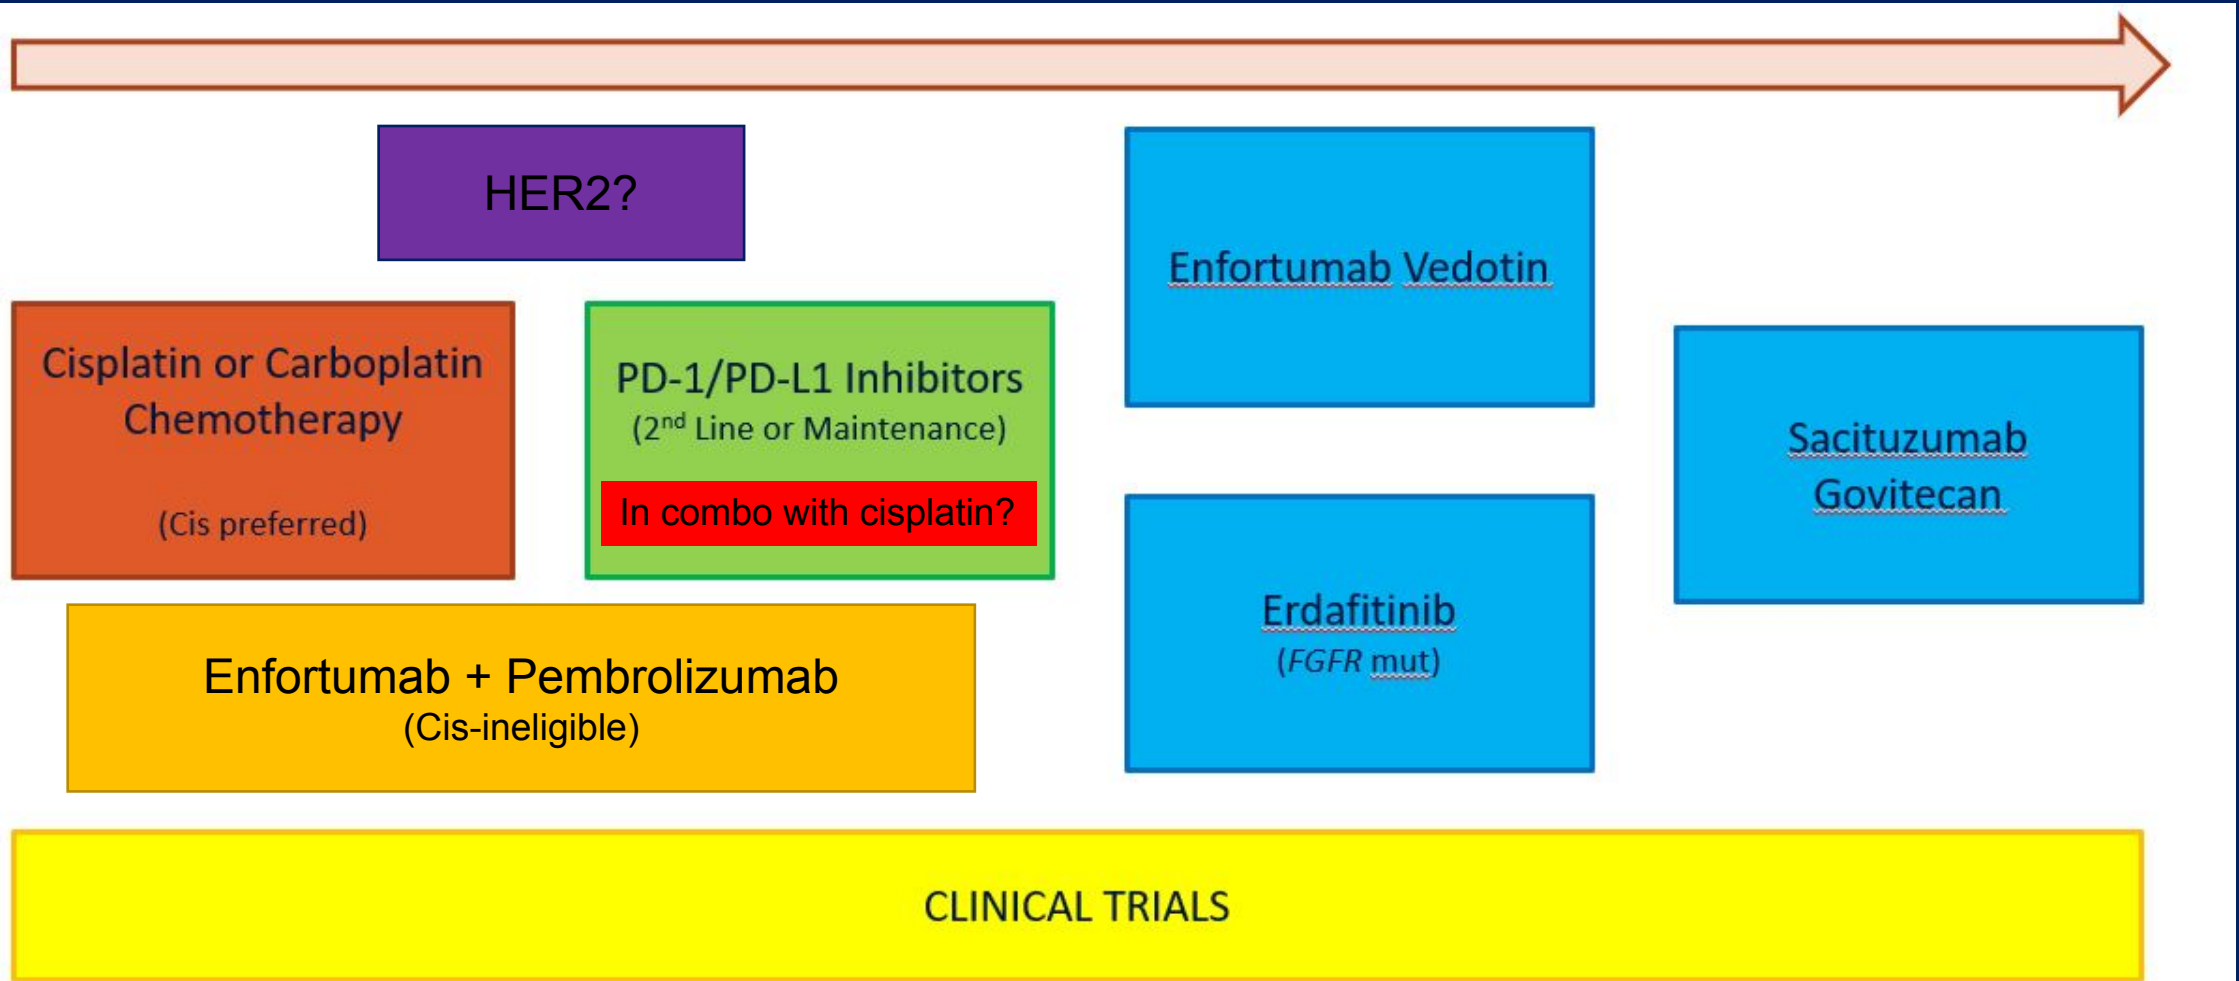 HER2?
Enfortumab Vedotin
Cisplatin or Carboplatin
Chemotherapy
(Cis preferred)
PD-1/PD-L1 Inhibitors
(2nd Line or Maintenance)
In combo with cisplatin?
Sacituzumab
Govitecan
Erdafitinib
(FGFR mut)
Enfortumab + Pembrolizumab
(Cis-ineligible)
CLINICAL TRIALS